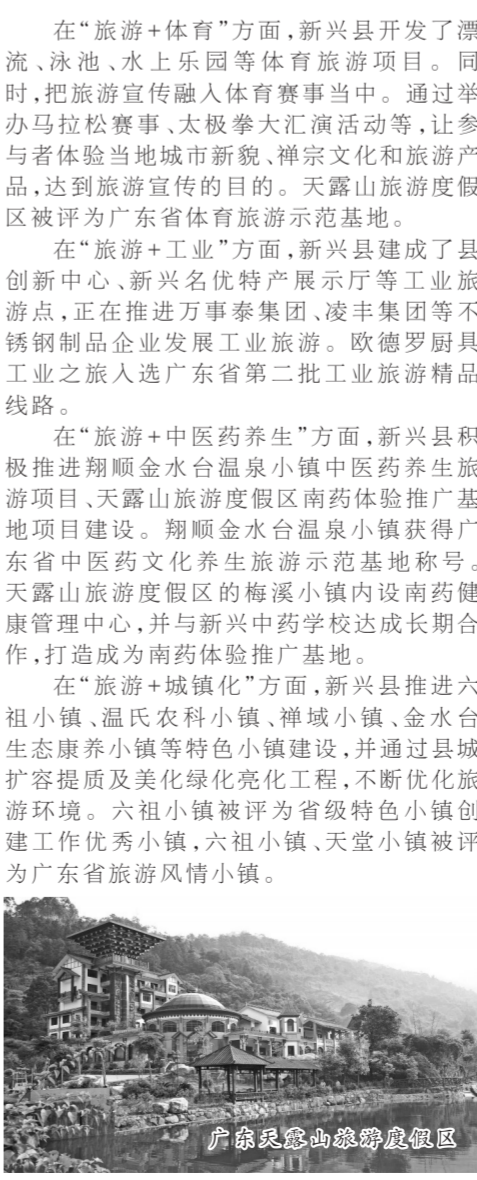 在“旅游+体育”方面,新兴县开发了漂
流、泳池、水上乐园等体育旅游项目。同
时,把旅游宣传融入体育赛事当中。通过举
办马拉松赛事、太极拳大汇演活动等,让参
与者体验当地城市新貌、禅宗文化和旅游产
品,达到旅游宣传的目的。天露山旅游度假
区被评为广东省体育旅游示范基地。
在“旅游+工业”方面,新兴县建成了县
创新中心、新兴名优特产展示厅等工业旅
游点,正在推进万事泰集团、凌丰集团等不
锈钢制品企业发展工业旅游。欧德罗厨具
工业之旅入选广东省第二批工业旅游精品
线路。
在“旅游+中医药养生”方面,新兴县积
极推进翔顺金水台温泉小镇中医药养生旅
游项目、天露山旅游度假区南药体验推广基
地项目建设。翔顺金水台温泉小镇获得广
东省中医药文化养生旅游示范基地称号。
天露山旅游度假区的梅溪小镇内设南药健
康管理中心,并与新兴中药学校达成长期合
作,打造成为南药体验推广基地。
在“旅游+城镇化”方面,新兴县推进六
祖小镇、温氏农科小镇、禅域小镇、金水台
生态康养小镇等特色小镇建设,并通过县城
扩容提质及美化绿化亮化工程,不断优化旅
游环境。六祖小镇被评为省级特色小镇创
建工作优秀小镇,六祖小镇、天堂小镇被评
为广东省旅游风情小镇。
广东天露山旅游度假区